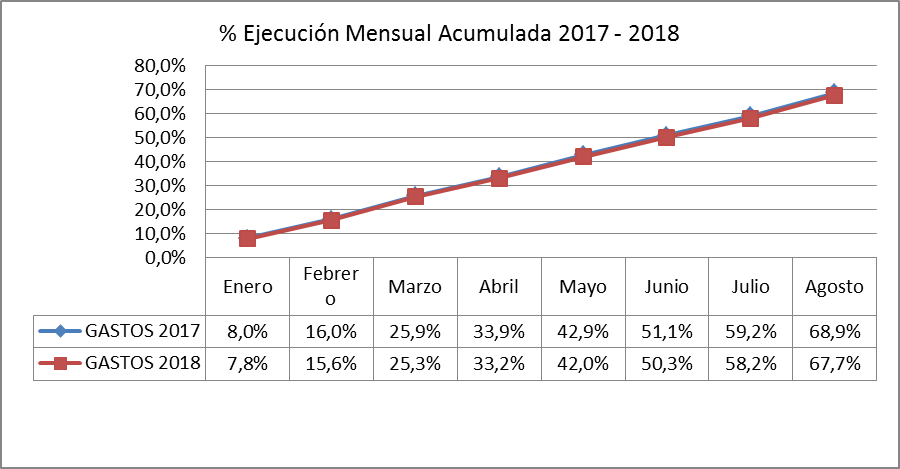 % Ejecución Mensual Acumulada 2017 - 2018
80,0%
70,0%
60,0%
50,0%
40,0%
30,0%
20,0%
10,0%
0,0%
Enero Febrer o Marzo Abril Mayo Junio Julio Agosto
GASTOS 2017 8,0% 16,0% 25,9% 33,9% 42,9% 51,1% 59,2% 68,9%
GASTOS 2018 7,8% 15,6% 25,3% 33,2% 42,0% 50,3% 58,2% 67,7%